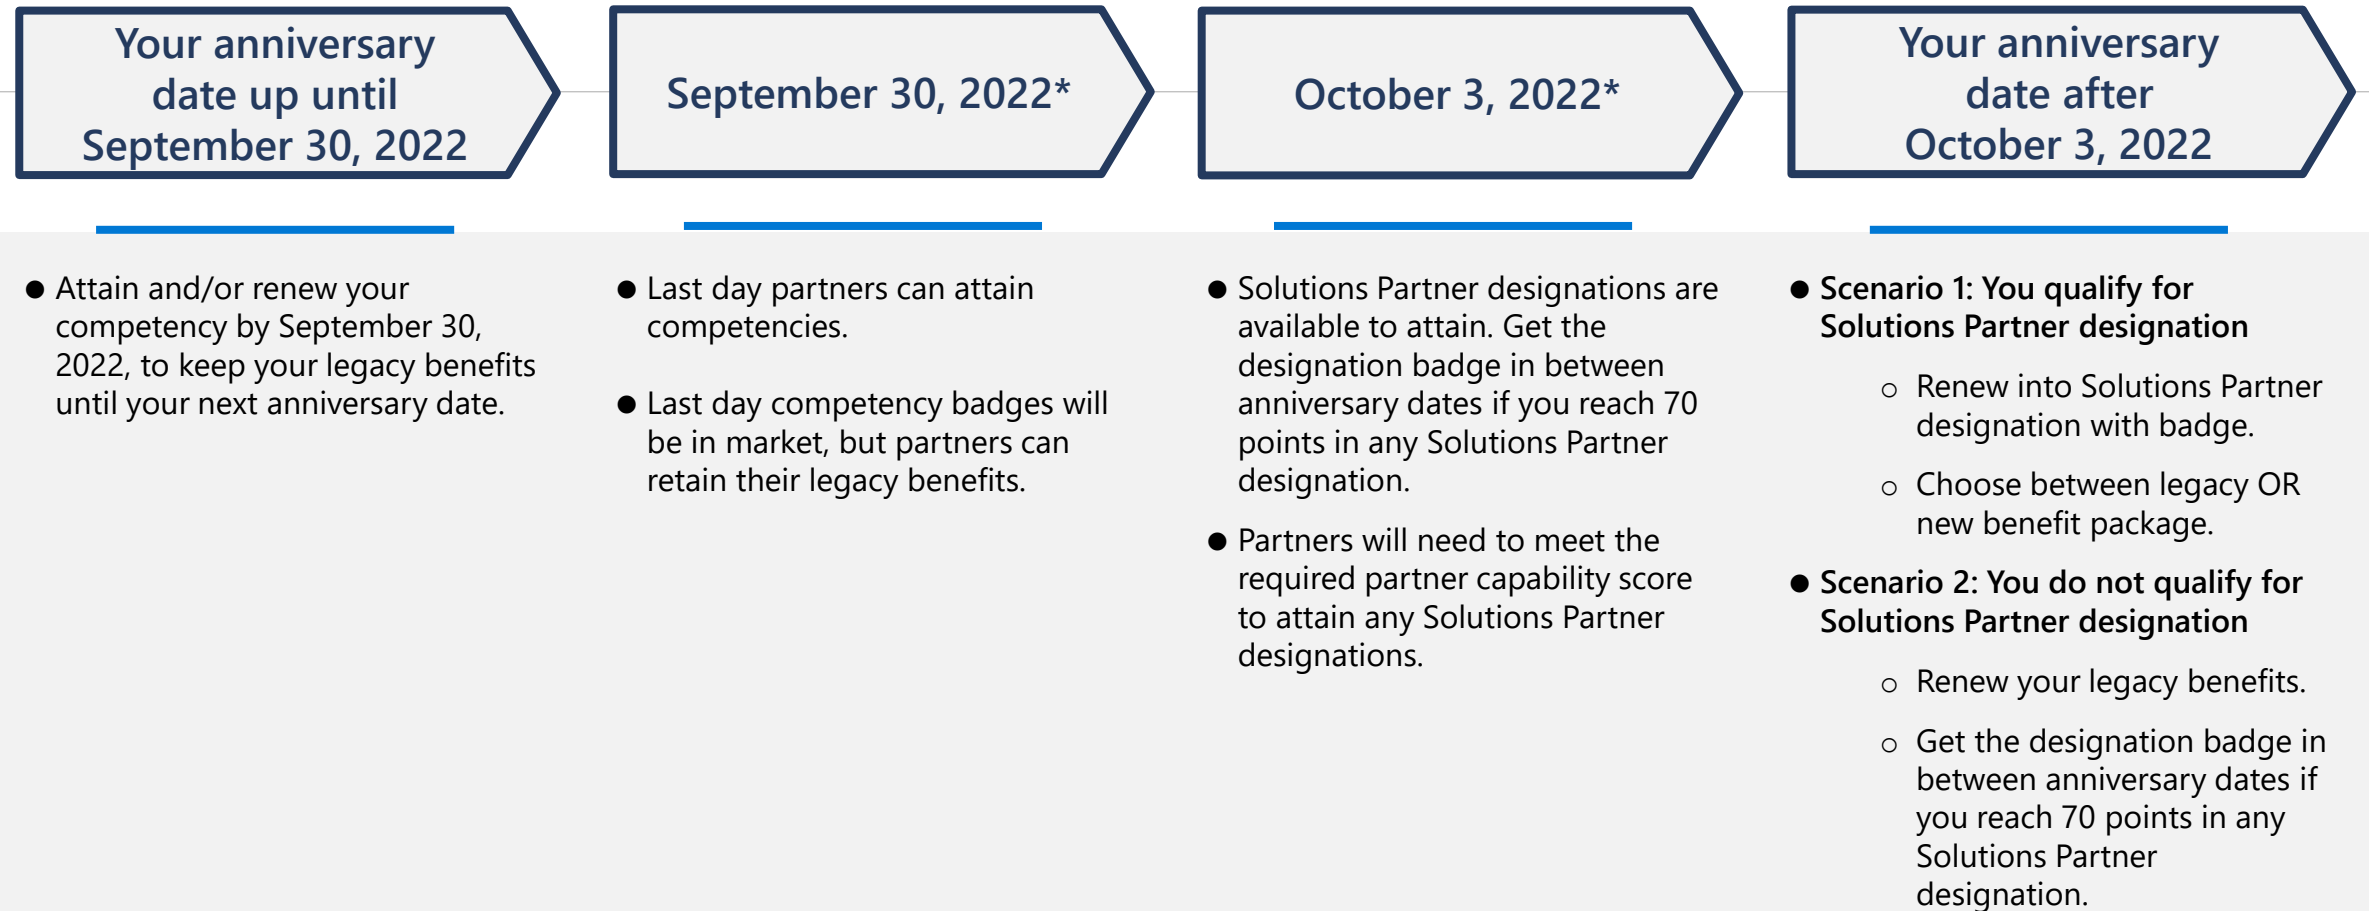 Your anniversary
date up until
September 30, 2022
September 30, 2022*
October 3, 2022*
Your anniversary
date after
October 3, 2022
● Attain and/or renew your
competency by September 30,
2022, to keep your legacy benefits
until your next anniversary date.
● Last day partners can attain
competencies.
● Last day competency badges will
be in market, but partners can
retain their legacy benefits.
● Solutions Partner designations are
available to attain. Get the
designation badge in between
anniversary dates if you reach 70
points in any Solutions Partner
designation.
● Partners will need to meet the
required partner capability score
to attain any Solutions Partner
designations.
● Scenario 1: You qualify for
Solutions Partner designation
○ Renew into Solutions Partner
designation with badge.
○ Choose between legacy OR
new benefit package.
● Scenario 2: You do not qualify for
Solutions Partner designation
○ Renew your legacy benefits.
○ Get the designation badge in
between anniversary dates if
you reach 70 points in any
Solutions Partner
designation.